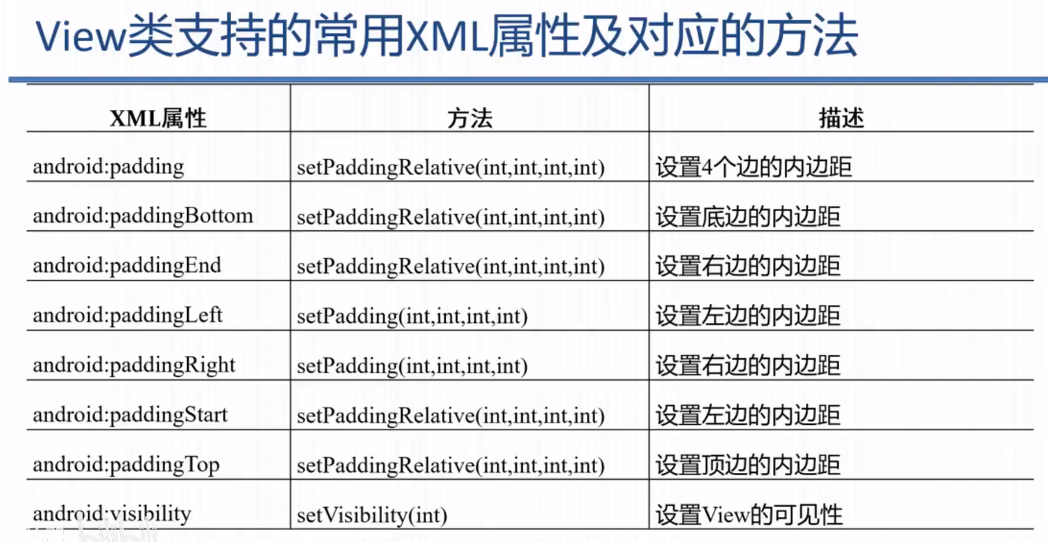 View类支持的常用XML属性及对应的方法
XML属性 方法 描述
android:padding setPaddingRelative(int,int,int,int) 设置4个边的内边距
android:paddingBottom setPaddingRelative(int,int,int,int) 设置底边的内边距
android:paddingEnd setPaddingRelative(int,int,int,int) 设置右边的内边距
android:paddingLeft setPadding(int,int,int,int) 设置左边的内边距
android:paddingRight setPadding(int,int,int,int) 设置右边的内边距
android:paddingStart setPaddingRelative(int,int,int,int) 设置左边的内边距
android:paddingTop setPaddingRelative(int,int,int,int) 设置顶边的内边距
android:visibility setVisibility(int) 设置View的可见性